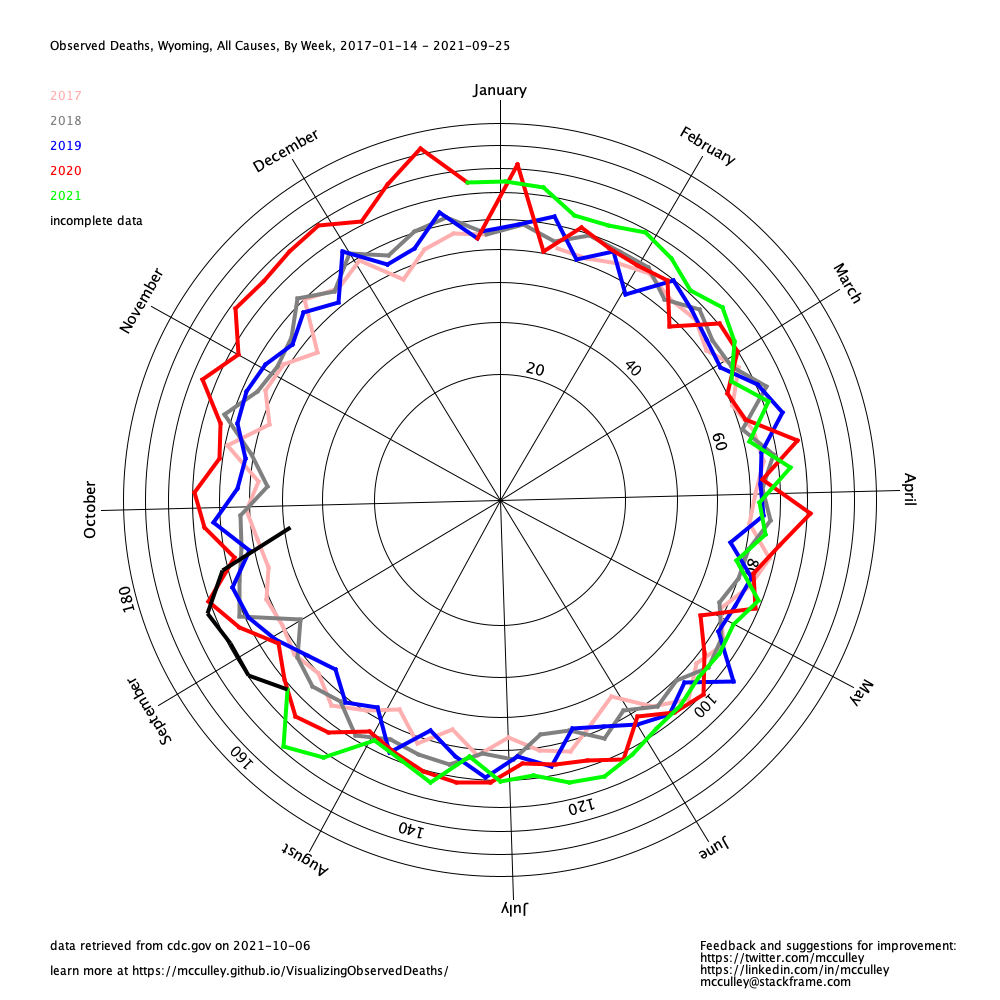 Observed Deaths, Wyoming, All Causes, By Week, 2017-01-14 - 2021-09-25
2017
2018
2019
2020
2021
incomplete data
January
February
March
April
May
June
July
August
September
October
November
December
20
40
60
80
100
120
140
160
180
data retrieved from cdc.gov on 2021-10-06
learn more at https://mcculley.github.io/VisualizingObservedDeaths/
Feedback and suggestions for improvement:
https://twitter.com/mcculley
https://linkedin.com/in/mcculley
mcculley@stackframe.com